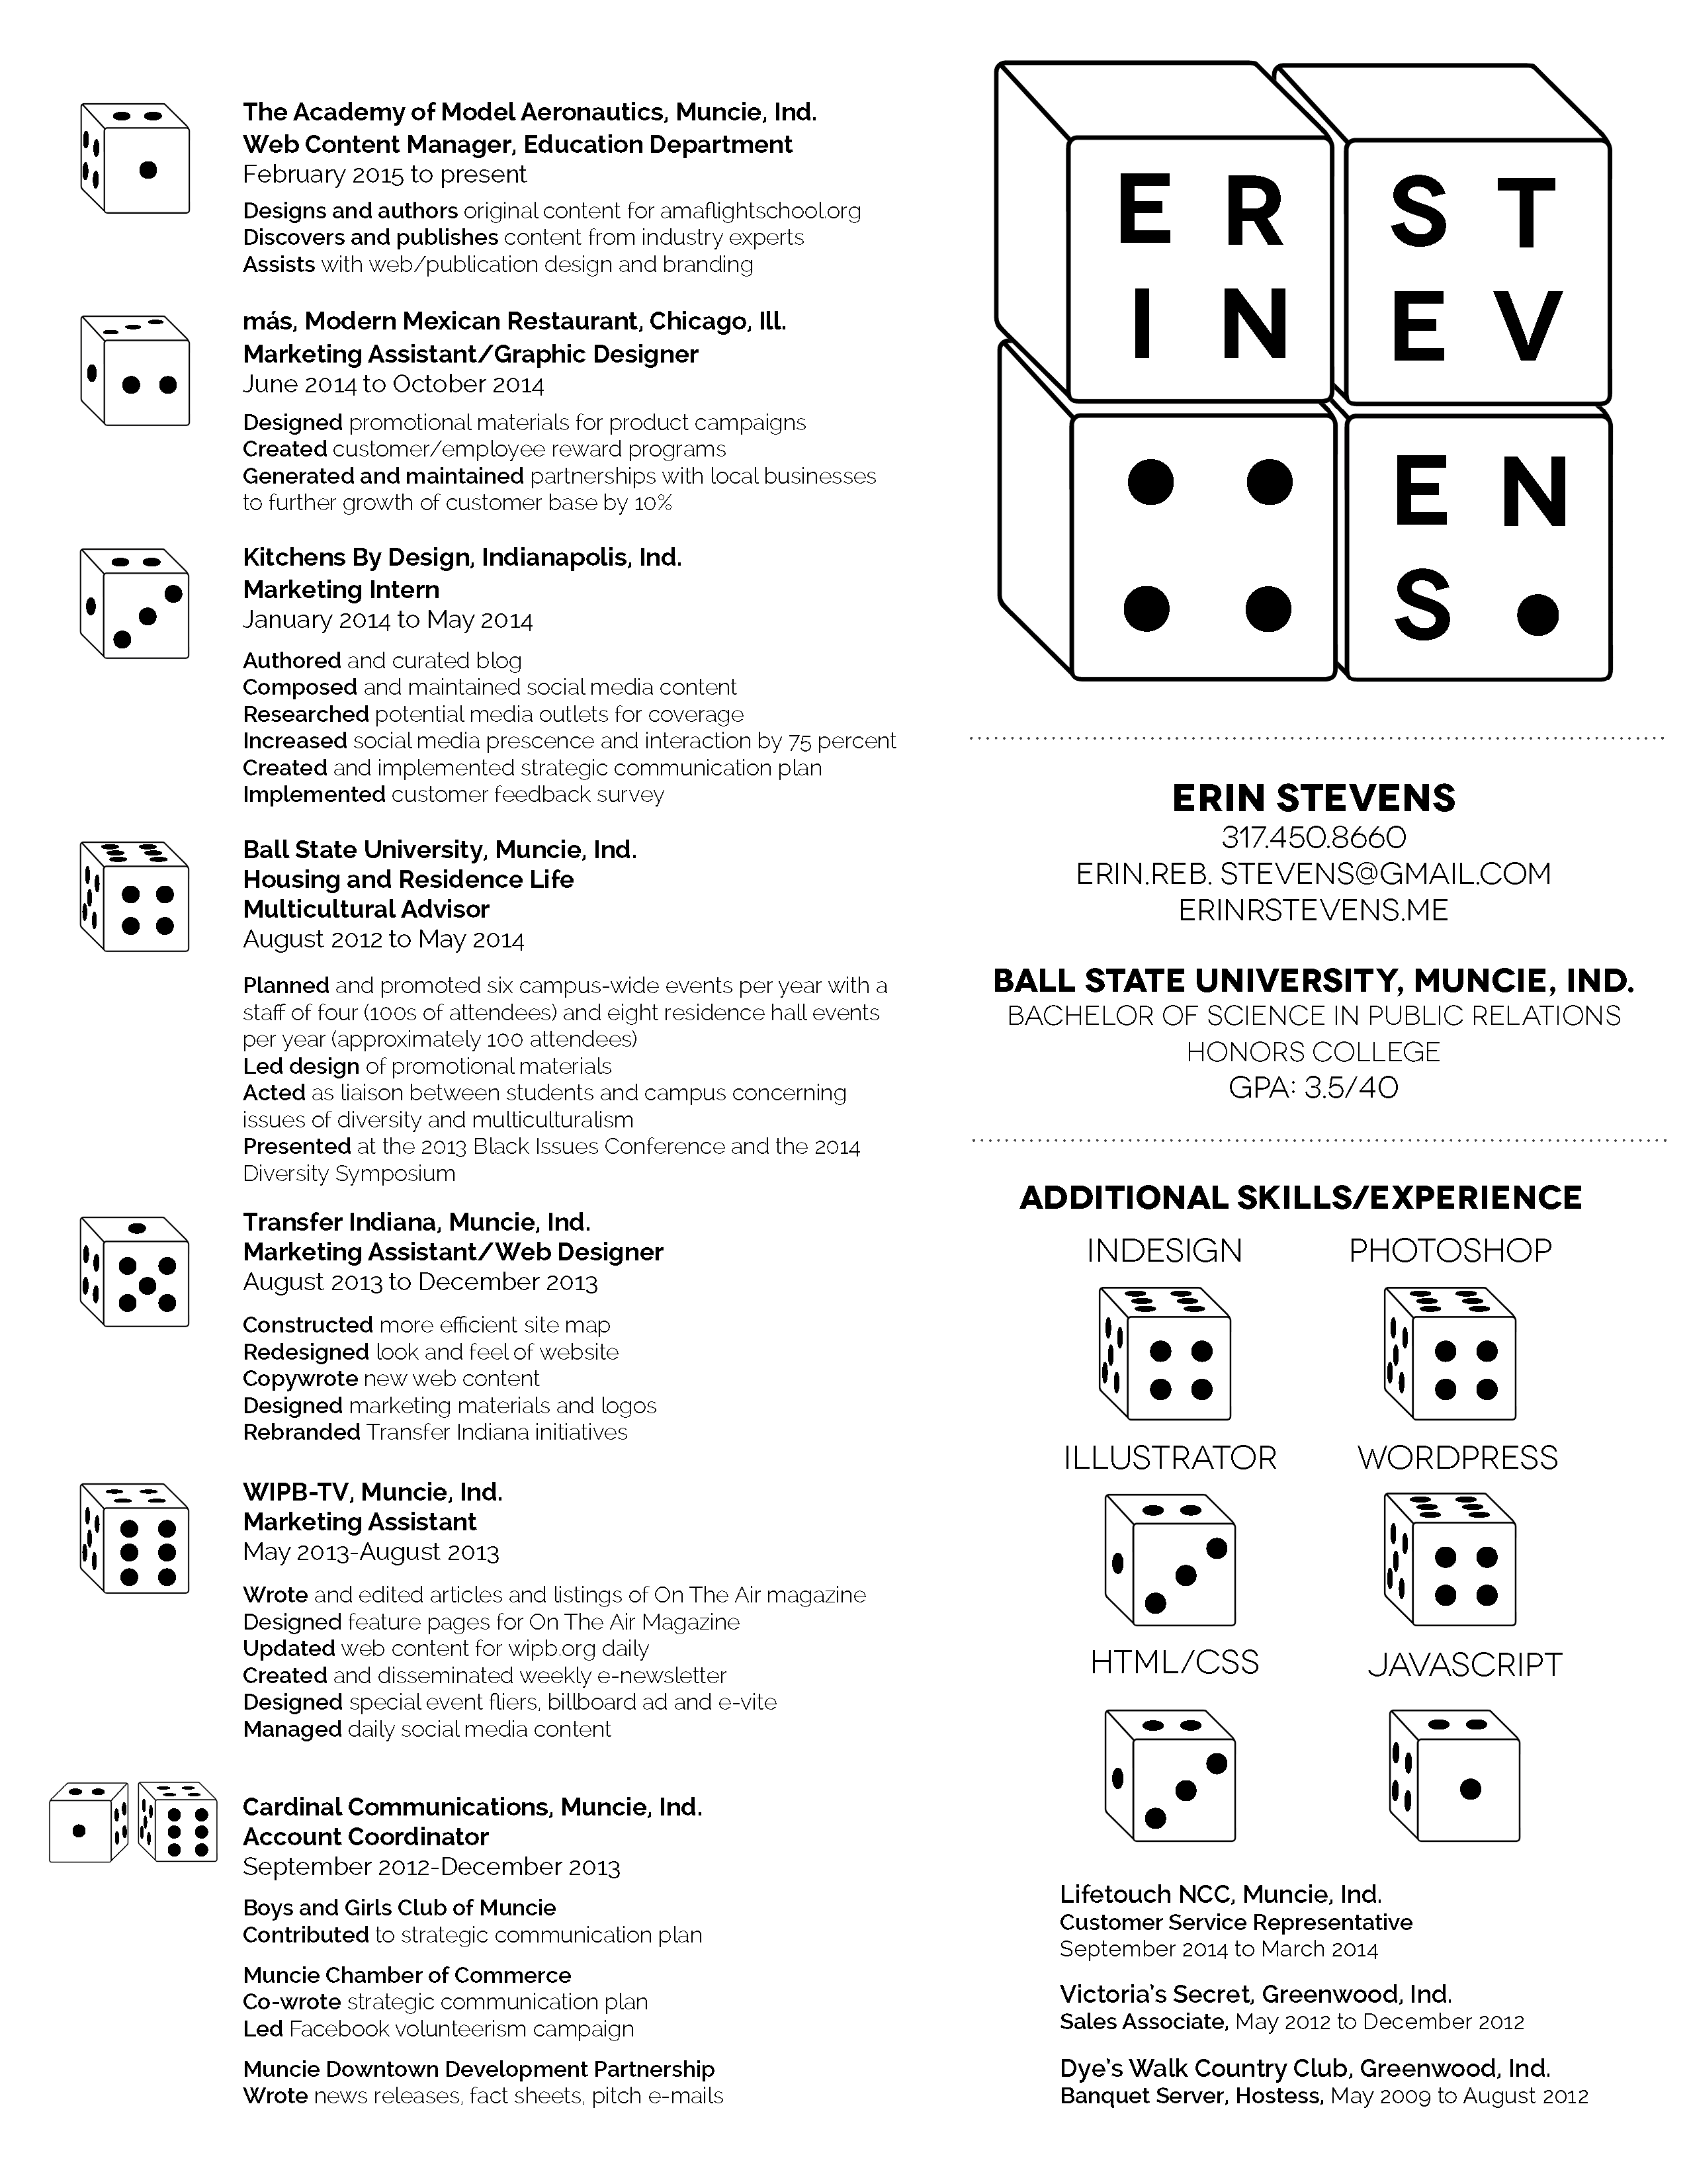 The Academy of Model Aeronautics, Muncie, Ind.
Web Content Manager, Education Department
February 2015 to present
Designs and authors original content for amaflightschool.org
Discovers and publishes content from industry experts
Assists with web/publication design and branding
más, Modern Mexican Restaurant, Chicago, Ill.
Marketing Assistant/Graphic Designer
June 2014 to October 2014
Designed promotional materials for product campaigns
Created customer/employee reward programs
Generated and maintained partnerships with local businesses
to further growth of customer base by 10%
Kitchens By Design, Indianapolis, Ind.
Marketing Intern
January 2014 to May 2014
Authored and curated blog
Composed and maintained social media content
Researched potential media outlets for coverage
Increased social media prescence and interaction by 75 percent
Created and implemented strategic communication plan
Implemented customer feedback survey
Ball State University, Muncie, Ind.
Housing and Residence Life
Multicultural Advisor
August 2012 to May 2014
Planned and promoted six campus-wide events per year with a
staff of four (100s of attendees) and eight residence hall events
per year (approximately 100 attendees)
Led design of promotional materials
Acted as liaison between students and campus concerning
issues of diversity and multiculturalism
Presented at the 2013 Black Issues Conference and the 2014
Diversity Symposium
Transfer Indiana, Muncie, Ind.
Marketing Assistant/Web Designer
August 2013 to December 2013
Constructed more efficient site map
Redesigned look and feel of website
Copywrote new web content
Designed marketing materials and logos
Rebranded Transfer Indiana initiatives
WIPB-TV, Muncie, Ind.
Marketing Assistant
May 2013-August 2013
Wrote and edited articles and listings of On The Air magazine
Designed feature pages for On The Air Magazine
Updated web content for wipb.org daily
Created and disseminated weekly e-newsletter
Designed special event fliers, billboard ad and e-vite
Managed daily social media content
Cardinal Communications, Muncie, Ind.
Account Coordinator
September 2012-December 2013
Boys and Girls Club of Muncie
Contributed to strategic communication plan
Muncie Chamber of Commerce
Co-wrote strategic communication plan
Led Facebook volunteerism campaign
Muncie Downtown Development Partnership
Wrote news releases, fact sheets, pitch e-mails
E R
I N
S T
E V
E N
S
ERIN STEVENS
317.450.8660
ERIN.REB. STEVENS@GMAIL.COM
ERINRSTEVENS.ME
BALL STATE UNIVERSITY, MUNCIE, IND.
BACHELOR OF SCIENCE IN PUBLIC RELATIONS
HONORS COLLEGE
GPA: 3.5/40
ADDITIONAL SKILLS/EXPERIENCE
INDESIGN
PHOTOSHOP
ILLUSTRATOR
WORDPRESS
HTML/CSS
JAVASCRIPT
Lifetouch NCC, Muncie, Ind.
Customer Service Representative
September 2014 to March 2014
Victoria's Secret, Greenwood, Ind.
Sales Associate, May 2012 to December 2012
Dye's Walk Country Club, Greenwood, Ind.
Banquet Server, Hostess, May 2009 to August 2012